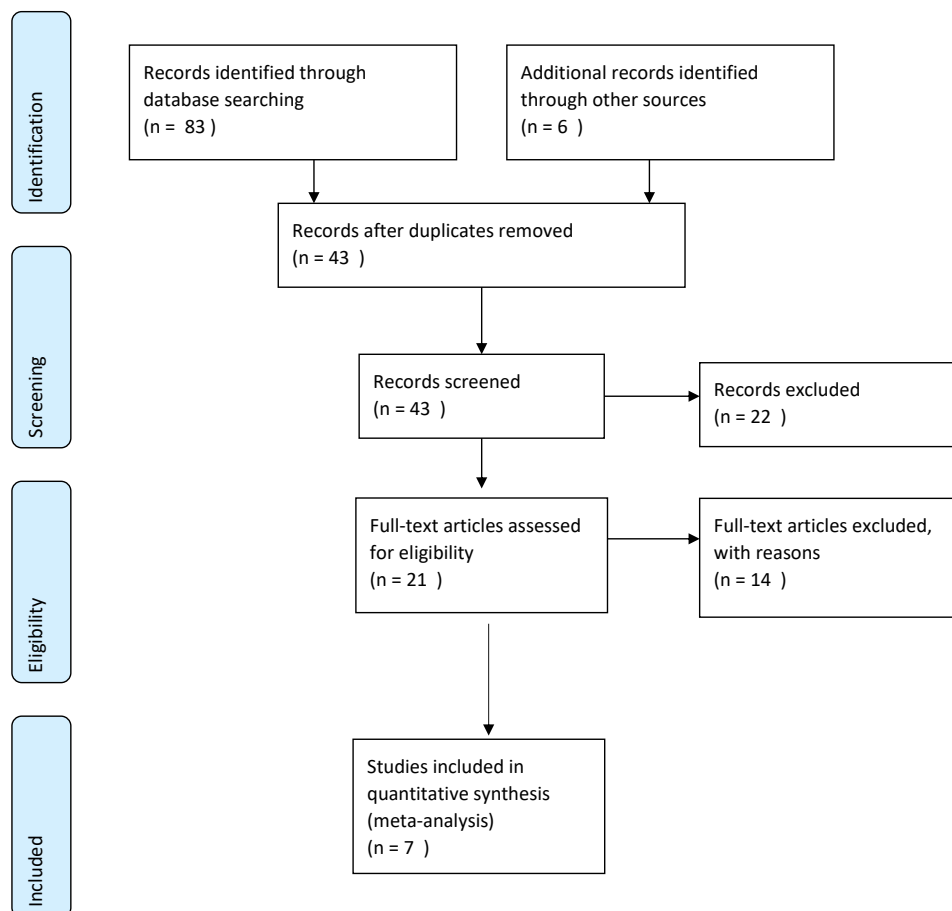 Identification
Records identified through
database searching
(n =  83 )
Additional records identified
through other sources
(n = 6   )
Records after duplicates removed
(n = 43   )
Screening
Records screened
(n = 43   )
Records excluded
(n = 22   )
Eligibility
Full-text articles assessed
for eligibility
(n = 21   )
Full-text articles excluded,
with reasons
(n = 14   )
Included
Studies included in
quantitative synthesis
(meta-analysis)
(n = 7   )